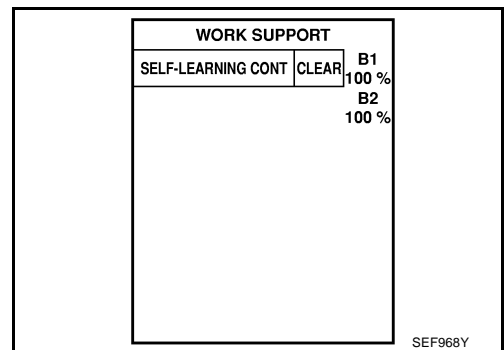 WORK SUPPORT
SELF-LEARNING CONT CLEAR B1
100 %
B2
100 %
SEF968Y